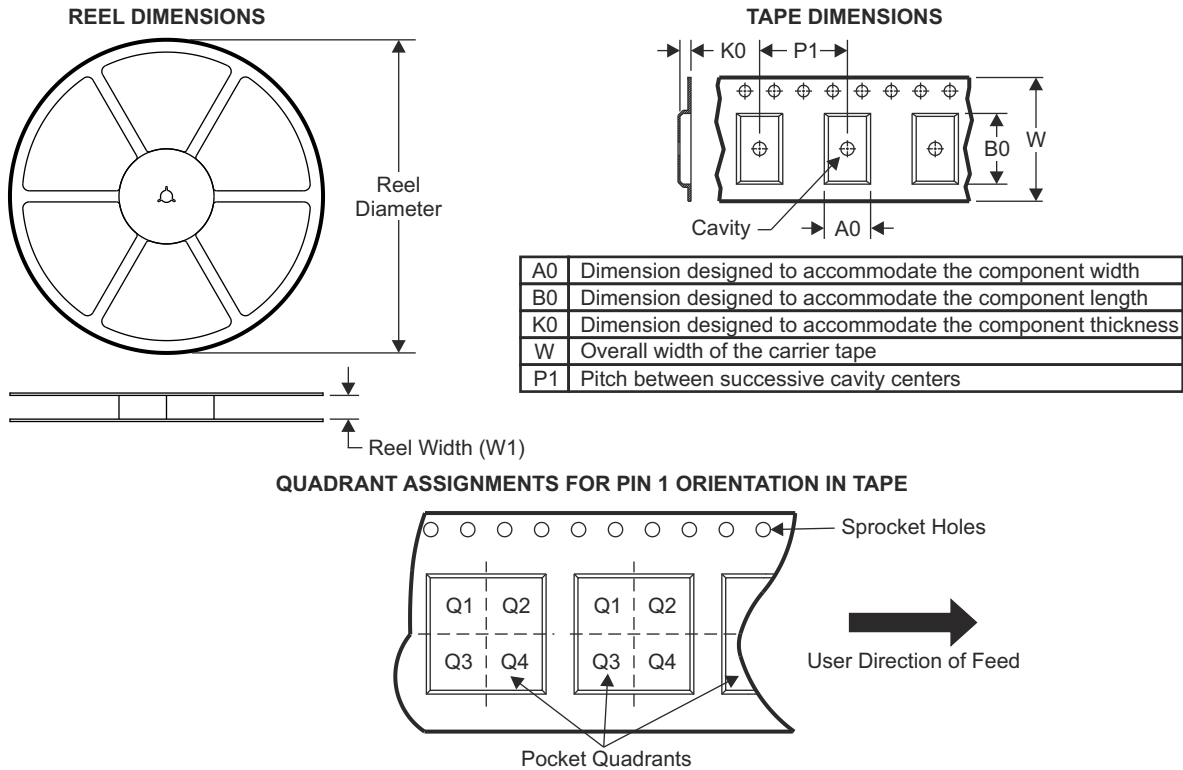 REEL DIMENSIONS
TAPE DIMENSIONS
K0
P1
Reel
Diameter
W
B0
Cavity
A0
A0 Dimension designed to accommodate the component width
B0 Dimension designed to accommodate the component length
K0 Dimension designed to accommodate the component thickness
W Overall width of the carrier tape
P1 Pitch between successive cavity centers
Reel Width (W1)
QUADRANT ASSIGNMENTS FOR PIN 1 ORIENTATION IN TAPE
Sprocket Holes
Q1 Q2 Q1 Q2
Q3 Q4 Q3 Q4
User Direction of Feed
Pocket Quadrants